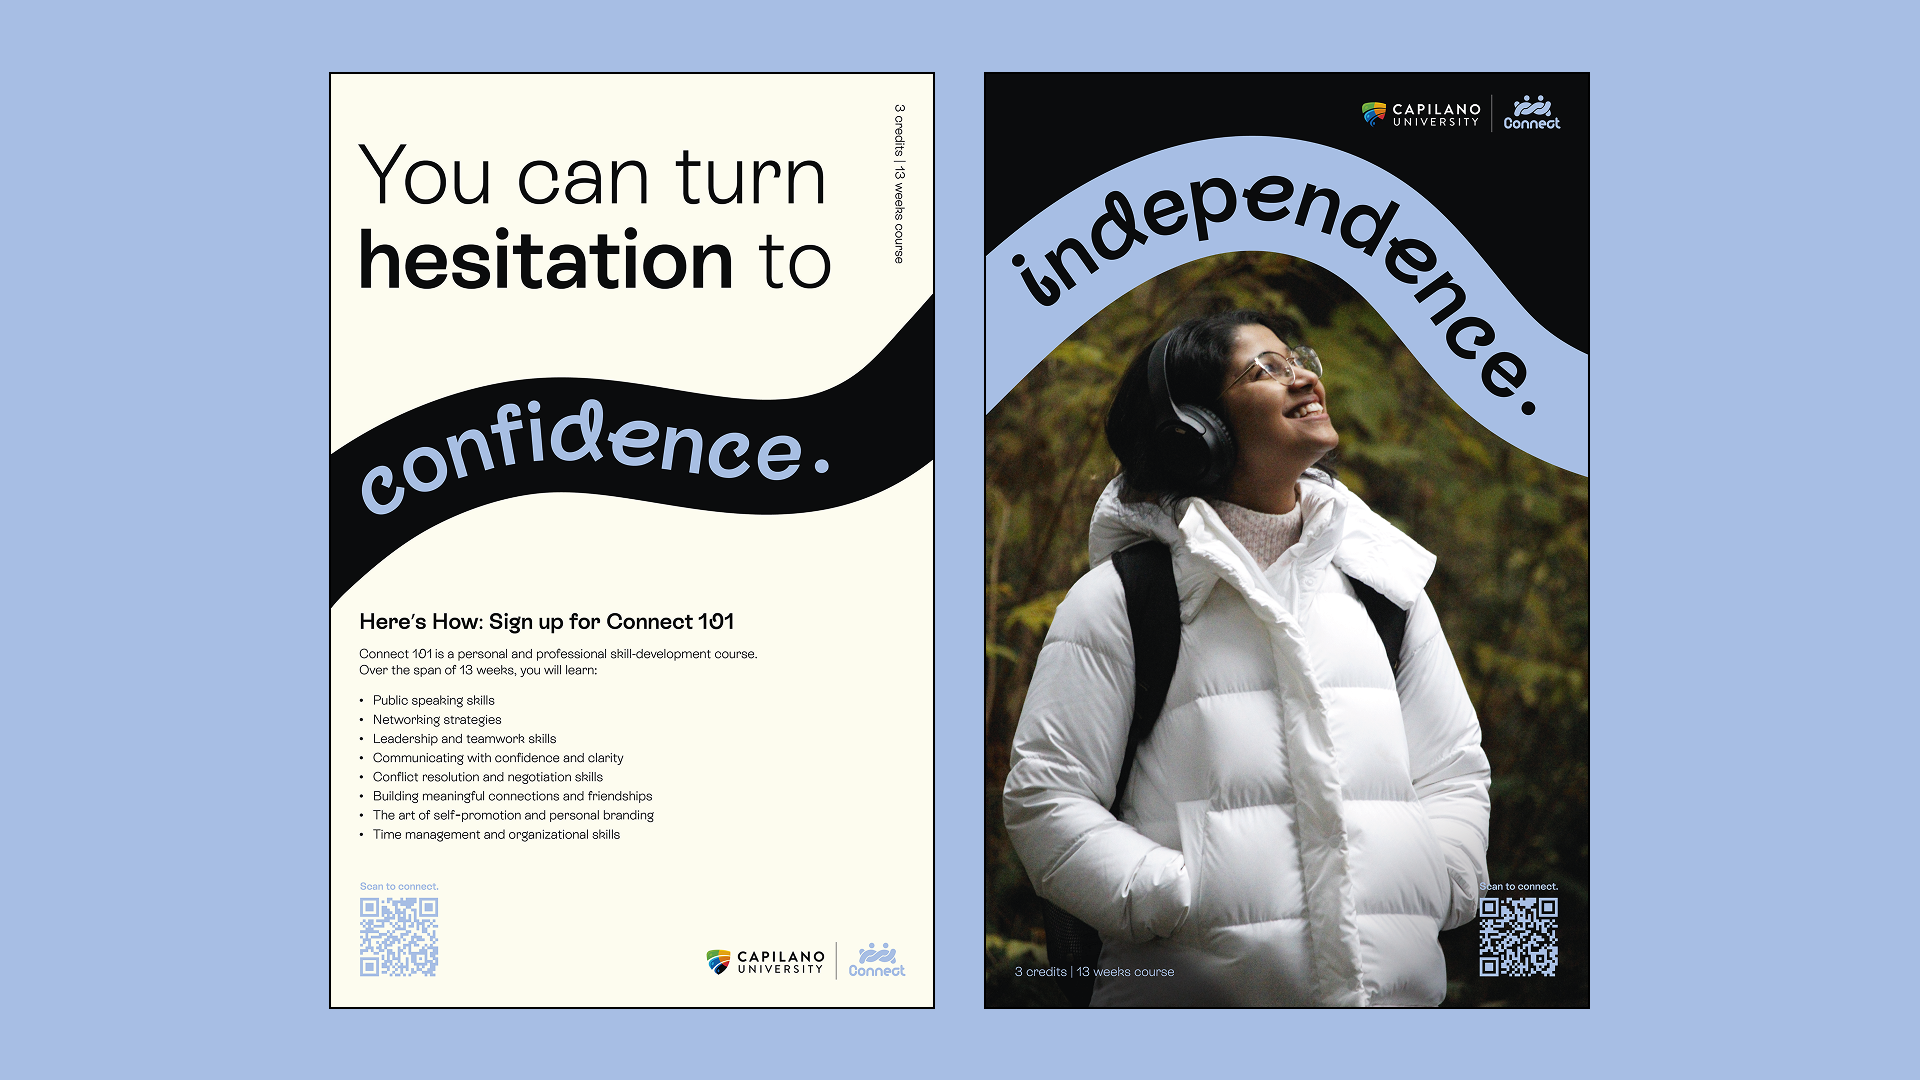 You can turn
hesitation to
3 credits | 13 weeks course
confidence.
Here's How: Sign up for Connect 101
Connect 101 is a personal and professional skill-development course.
Over the span of 13 weeks, you will learn:
• Public speaking skills
• Networking strategies
• Leadership and teamwork skills
• Communicating with confidence and clarity
• Conflict resolution and negotiation skills
• Building meaningful connections and friendships
• The art of self-promotion and personal branding
• Time management and organizational skills
Scan to connect.
CAPILANO
UNIVERSITY
Connect
CAPILANO
UNIVERSITY
Connect
independence.
Scan to connect.
3 credits | 13 weeks course